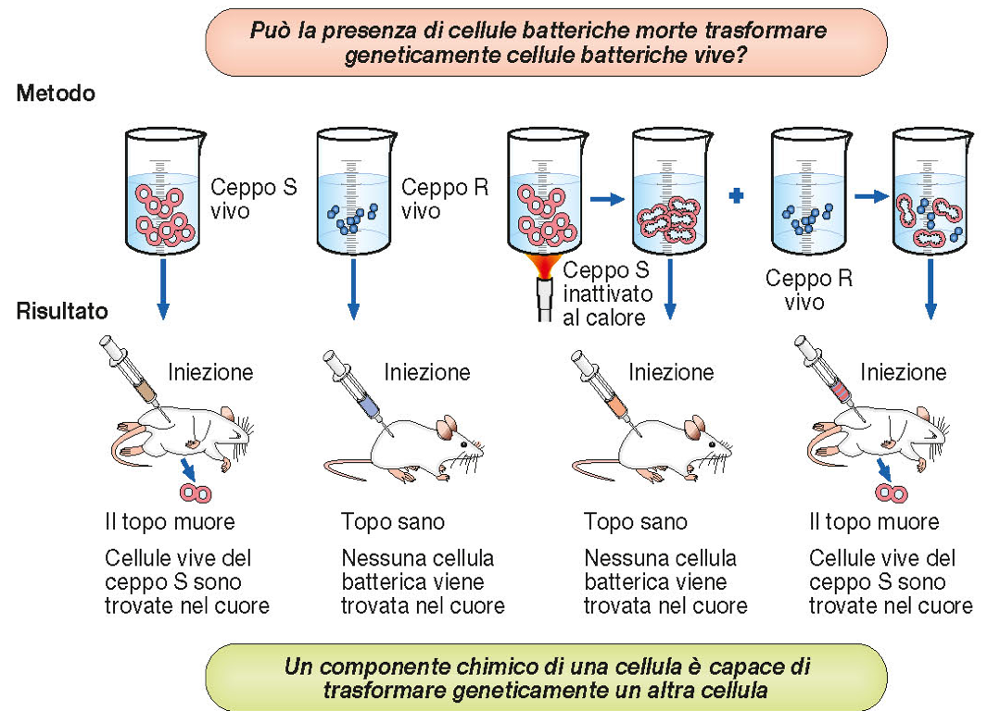 Può la presenza di cellule batteriche morte trasformare
geneticamente cellule batteriche vive?
Metodo
Ceppo S
vivo
Ceppo R
vivo
Ceppo S
inattivato
al calore
Ceppo R
vivo
Risultato
Iniezione
Iniezione
Iniezione
Iniezione
Il topo muore
Cellule vive del
ceppo S sono
trovate nel cuore
Topo sano
Nessuna cellula
batterica viene
trovata nel cuore
Topo sano
Nessuna cellula
batterica viene
trovata nel cuore
Il topo muore
Cellule vive del
ceppo S sono
trovate nel cuore
Un componente chimico di una cellula è capace di
trasformare geneticamente un altra cellula